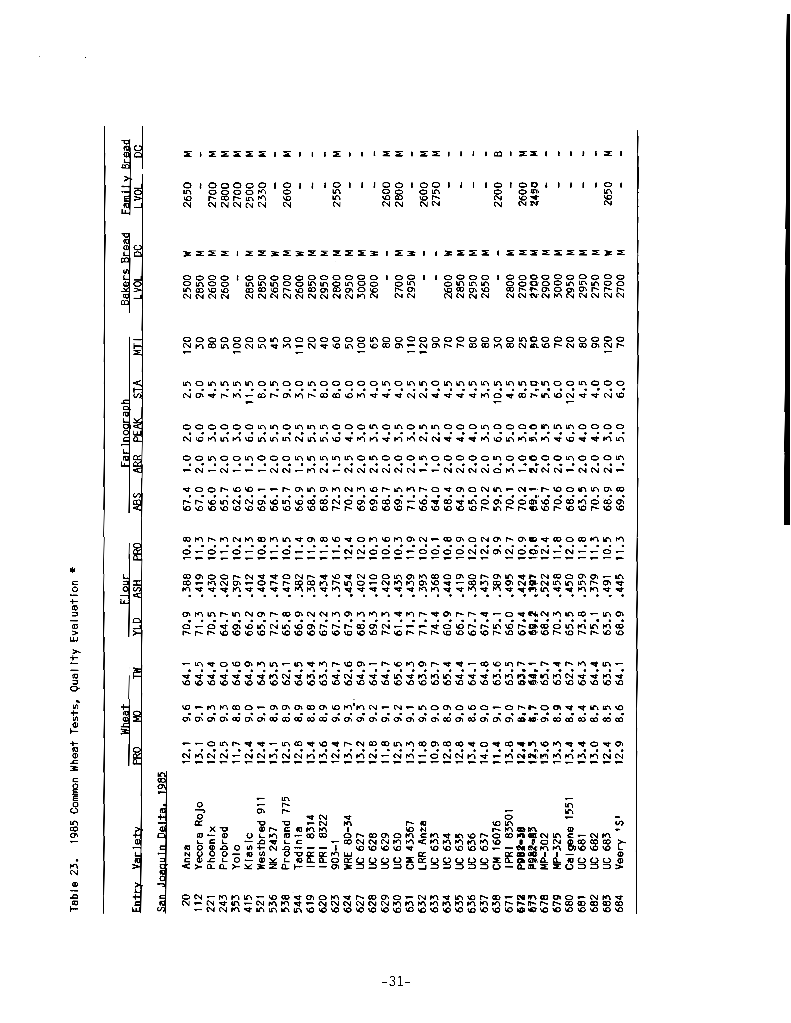 Table 23. 1985 Common Wheat Tests, Quality Evaluation *
Wheat Flour Farinograph Bakers Bread Family Bread
Entry Variety PRO MO TW YLD ASH PRO ABS ARR PEAK STA MTI LVOL DC LVOL DC
San Joaquin Delta, 1985
20 Anza 12.1 9.6 64.1 70.9 .388 10.8 67.4 1.0 2.0 2.5 120 2500 W 2650 M
112 Yecora Rojo 13.1 9.1 64.5 71.3 .419 11.3 67.0 2.0 6.0 9.0 30 2850 M - -
221 Phoenix 12.0 9.3 64.4 70.5 .430 10.7 66.0 1.5 3.0 4.5 80 2600 M 2700 M
243 Probred 12.5 9.3 64.0 64.7 .420 11.3 65.7 2.0 5.0 7.5 50 2600 M 2800 M
353 Yolo 11.7 8.8 64.6 69.5 .397 10.2 62.6 1.0 3.0 3.5 100 - - 2700 M
415 Klasic 12.4 9.0 64.9 66.2 .412 11.3 62.6 1.5 6.0 11.5 20 2850 M 2500 M
521 Westbred 911 12.4 9.1 64.3 65.9 .404 10.8 69.1 1.0 5.5 8.0 50 2850 M 2330 M
536 NK 2437 13.1 8.9 63.5 72.7 .474 11.3 66.1 2.0 5.5 7.5 45 2650 W - -
538 Probrand 775 12.5 8.9 62.1 65.8 .470 10.5 65.7 2.0 5.0 9.0 30 2700 M 2600 M
544 Tadinia 12.8 8.9 64.5 66.9 .382 11.4 66.9 1.5 2.5 3.0 110 2600 W - -
619 IPRI 8314 13.4 8.8 63.4 69.2 .387 11.9 68.5 3.5 5.5 7.5 20 2850 M - -
620 IPRI 8322 13.6 8.9 63.3 67.2 .434 11.8 68.9 2.5 5.5 8.0 40 2950 M - -
623 903-1 12.4 9.6 64.7 67.3 .376 11.6 72.3 1.5 6.0 8.0 60 2800 M 2550 M
624 WRE 80-34 13.7 9.3 62.6 67.9 .454 12.4 70.2 2.5 4.0 6.0 50 2950 M - -
627 UC 627 13.2 9.3 64.9 68.3 .402 12.0 69.3 2.0 3.0 3.0 100 3000 M - -
628 UC 628 12.8 9.2 64.1 69.3 .410 10.3 69.6 2.5 3.5 4.0 65 2600 W - -
629 UC 629 11.8 9.1 64.7 72.3 .420 10.6 68.7 2.0 4.0 4.5 80 - - 2600 M
630 UC 630 12.5 9.2 65.6 61.4 .435 10.3 69.5 2.0 3.5 4.0 90 2700 M 2800 M
631 CM 43367 13.3 9.1 64.3 71.3 .439 11.9 71.3 2.5 3.0 2.5 110 2950 W - -
632 LRR Anza 11.8 9.5 63.9 71.7 .393 10.2 66.7 1.5 2.5 2.5 120 - - 2600 M
633 UC 633 10.9 9.0 63.7 74.4 .368 10.1 64.0 1.0 2.5 4.0 90 - - 2750 M
634 UC 634 12.8 8.9 65.4 60.9 .440 10.8 68.4 2.0 4.0 4.5 70 2600 W - -
635 UC 635 12.8 9.0 64.4 66.7 .419 10.9 64.9 2.0 4.0 4.5 70 2850 M - -
636 UC 636 13.4 8.6 64.1 67.7 .380 12.0 65.0 2.0 4.0 4.5 80 2950 M - -
637 UC 637 14.0 9.0 64.8 67.4 .437 12.2 70.2 2.0 3.5 3.5 80 2650 M - -
638 CM 16076 11.4 9.1 63.6 75.1 .389 9.9 59.5 0.5 6.0 10.5 30 - - 2200 B
671 IPRI 83501 13.8 9.0 63.5 66.0 .495 12.7 70.1 3.0 5.0 4.5 80 2800 M - -
672 P982-38 12.4 8.7 63.7 67.4 .424 10.9 70.2 1.0 3.0 8.5 25 2700 M 2600 M
673 P982-83 12.3 8.7 64.1 69.2 .397 10.8 69.1 2.0 5.0 7.0 50 2700 M 2490 M
678 MP-302 13.6 9.0 65.7 68.2 .522 12.4 66.7 2.0 3.5 5.5 60 2900 M - -
679 MP-325 13.3 8.9 63.4 70.3 .458 11.8 70.6 2.0 4.5 6.0 70 3000 M - -
680 Calgene 1551 13.4 8.4 62.7 65.5 .450 12.0 68.0 1.5 6.5 12.0 20 2950 M - -
681 UC 681 13.4 8.4 64.3 73.8 .359 11.8 63.5 2.0 4.0 4.5 80 2950 M - -
682 UC 682 13.0 8.5 64.4 75.1 .379 11.3 70.5 2.0 4.0 4.0 90 2750 M - -
683 UC 683 12.4 8.5 63.5 63.5 .491 10.5 68.9 2.0 3.0 2.0 120 2700 W 2650 M
684 Veery 'S' 12.9 8.6 64.1 68.9 .445 11.3 69.8 1.5 5.0 6.0 70 2700 M - -
-31-